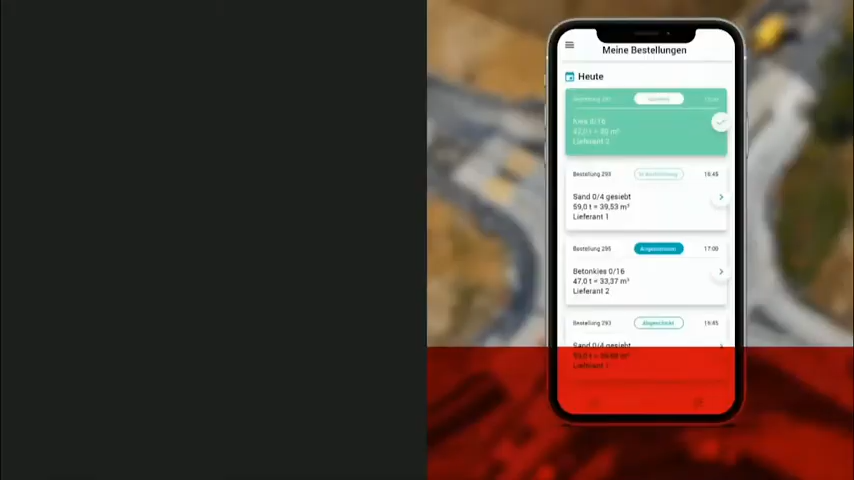 Meine Bestellungen
Heute
Kies 0/16
Lieferant 2
Bestellung 293
16:45
Sand 0/4 gesiebt
59,0 t = 39,53 m³
Lieferant 1
Bestellung 295
Angenommen
17:00
Betonkies 0/16
47,0 t = 33,37 m³
Lieferant 2
Bestellung 293
Abgeschickt
19:45
Sand 0/4 gesiebt
Lieferant 1